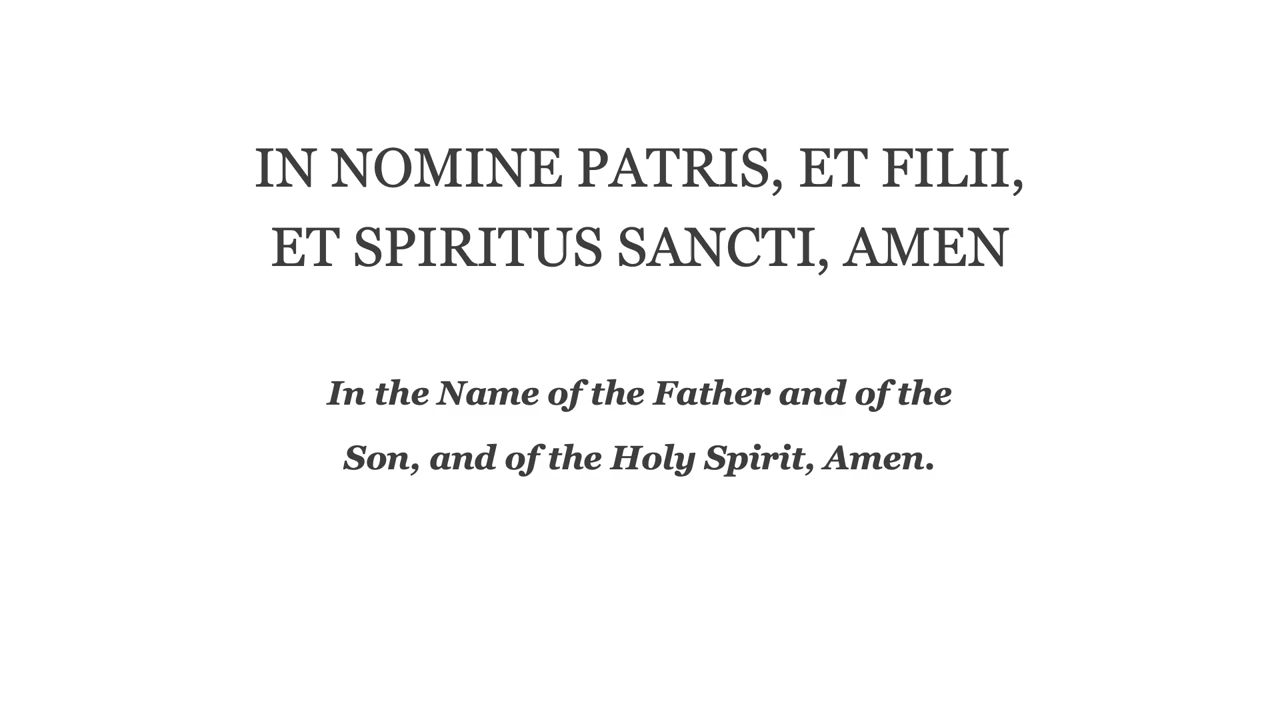 IN NOMINE PATRIS, ET FILII,
ET SPIRITUS SANCTI, AMEN
In the Name of the Father and of the
Son, and of the Holy Spirit, Amen.